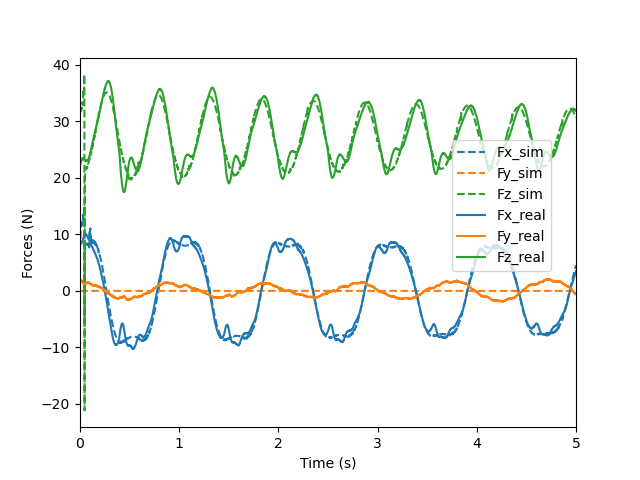 40
30
20
10
0
−10
−20
Forces (N)
0 1 2 3 4 5
Time (s)
Fx_sim
Fy_sim
Fz_sim
Fx_real
Fy_real
Fz_real